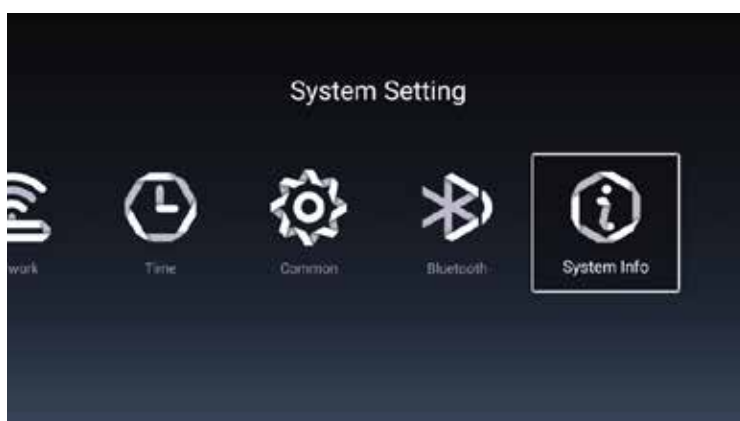 System Setting
work
Time
Common
Bluetooth
System Info